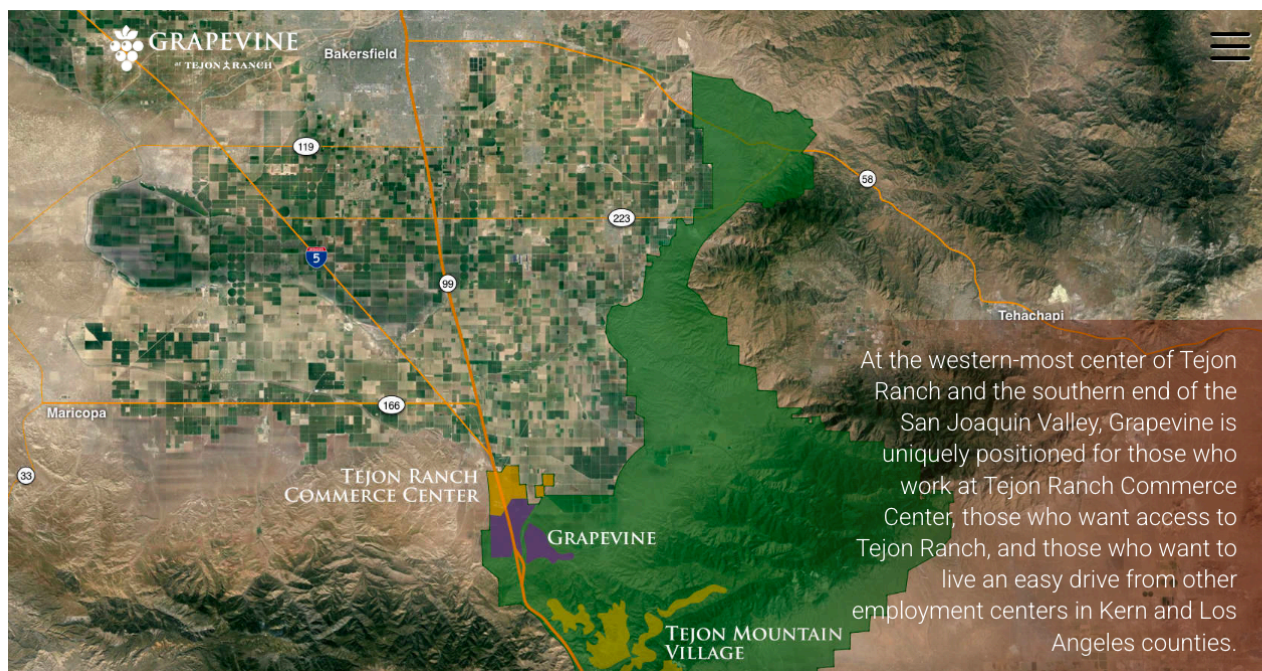 GRAPEVINE
AT TEJON RANCH
Bakersfield
119
58
223
5
99
Tehachapi
At the western-most center of Tejon
Ranch and the southern end of the
San Joaquin Valley, Grapevine is
uniquely positioned for those who
work at Tejon Ranch Commerce
Center, those who want access to
Tejon Ranch, and those who want to
live an easy drive from other
employment centers in Kern and Los
Angeles counties.
166
Maricopa
33
TEJON RANCH
COMMERCE CENTER
GRAPEVINE
TEJON MOUNTAIN
VILLAGE